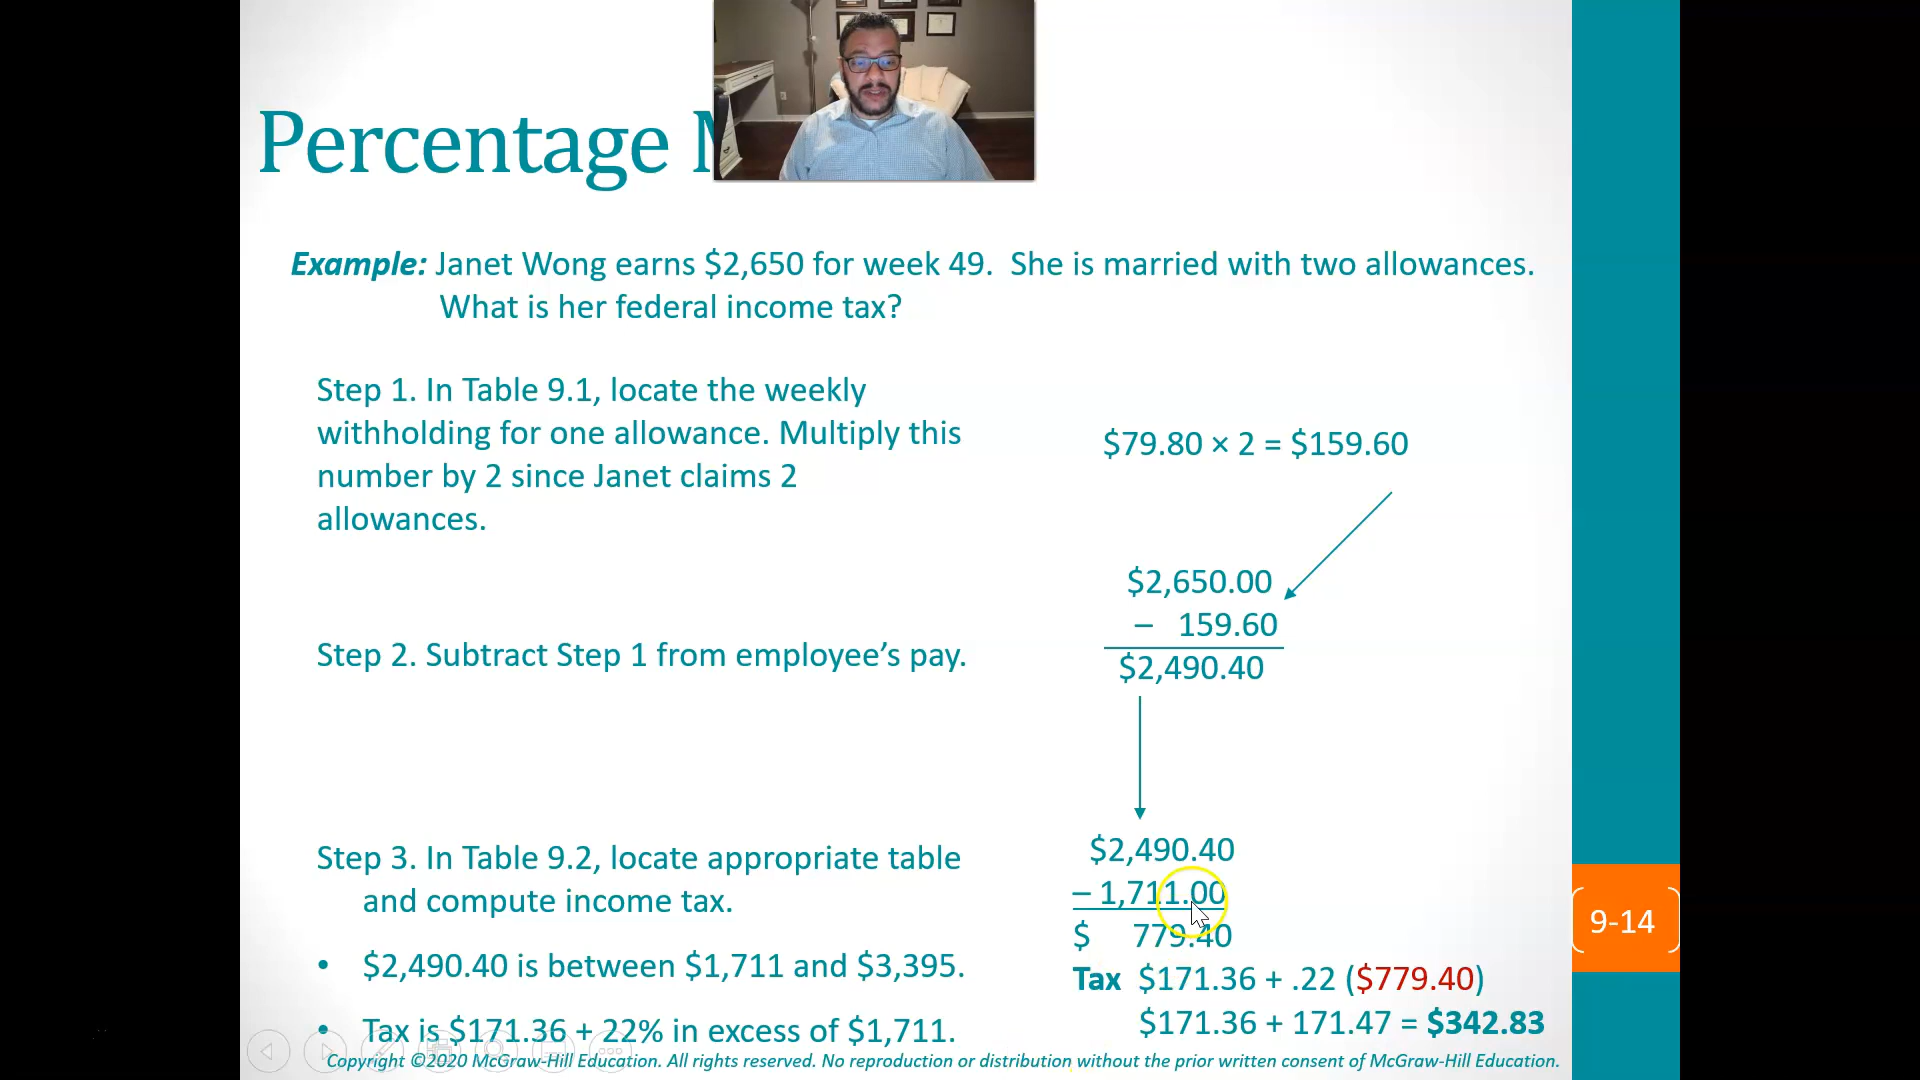 Percentage
Example: Janet Wong earns $2,650 for week 49. She is married with two allowances.
What is her federal income tax?
Step 1. In Table 9.1, locate the weekly
withholding for one allowance. Multiply this
number by 2 since Janet claims 2
allowances.
$79.80 × 2 = $159.60
Step 2. Subtract Step 1 from employee’s pay.
$2,650.00
– 159.60
$2,490.40
Step 3. In Table 9.2, locate appropriate table
and compute income tax.
• $2,490.40 is between $1,711 and $3,395.
• Tax is $171.36 + 22% in excess of $1,711.
$2,490.40
– 1,711.00
$ 779.40
Tax $171.36 + .22 ($779.40)
$171.36 + 171.47 = $342.83
9-14
Copyright ©2020 McGraw-Hill Education. All rights reserved. No reproduction or distribution without the prior written consent of McGraw-Hill Education.